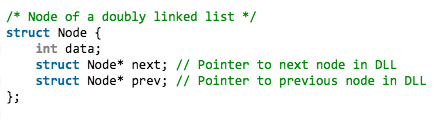 /* Node of a doubly linked list */
struct Node {
    int data;
    struct Node* next; // Pointer to next node in DLL
    struct Node* prev; // Pointer to previous node in DLL
};